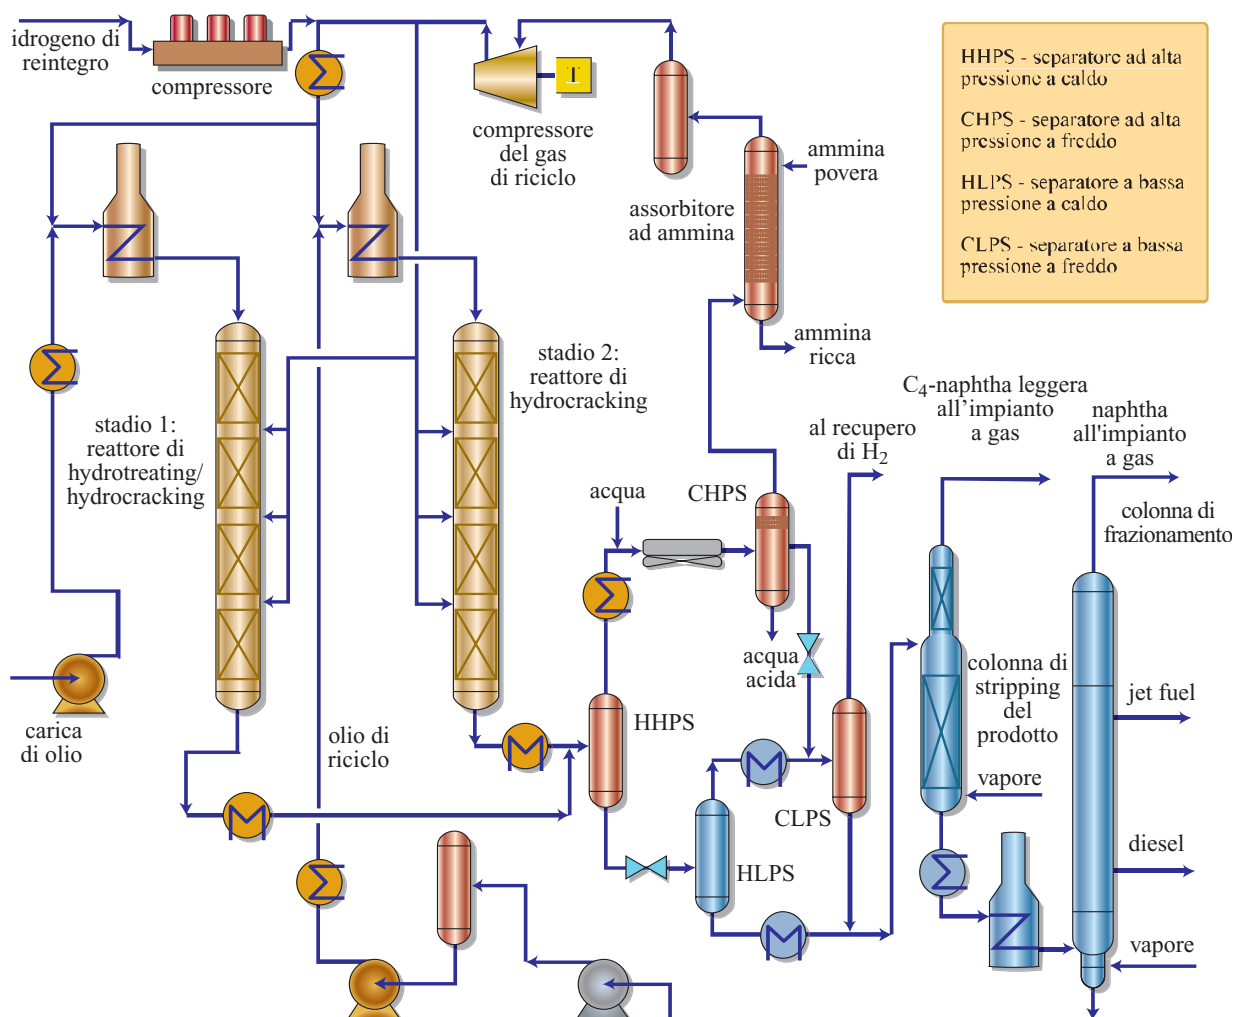 idrogeno di
reintegro
compressore
T
compressore
del gas
di riciclo
ammina
povera
assorbitore
ad ammina
ammina
ricca
HHPS - separatore ad alta
pressione a caldo
CHPS - separatore ad alta
pressione a freddo
HLPS - separatore a bassa
pressione a caldo
CLPS - separatore a bassa
pressione a freddo
stadio 1:
reattore di
hydrotreating/
hydrocracking
stadio 2:
reattore di
hydrocracking
C4-naphtha leggera
all'impianto
a gas
naphtha
all'impianto
a gas
al recupero
di H2
colonna di
frazionamento
acqua
CHPS
acqua
acida
colonna di
stripping
del
prodotto
jet fuel
carica
di olio
olio di
riciclo
HHPS
vapore
CLPS
HLPS
diesel
vapore